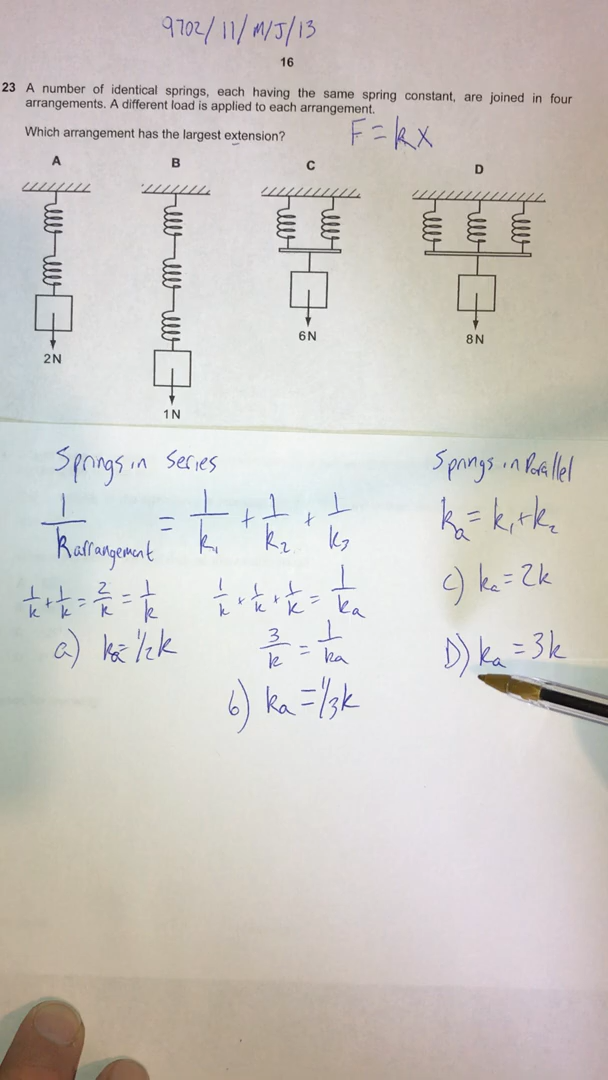 9702/11/M/J/13
16
23 A number of identical springs, each having the same spring constant, are joined in four
arrangements. A different load is applied to each arrangement.
Which arrangement has the largest extension?
F = kx
A B C D
2N
1N
6N
8N
Springs in Series
1/k arrangement = 1/k₁ + 1/k₂ + 1/k₃
1/k + 1/k = 2/k = 1/k
a) ka = 1/2 k
1/k + 1/k + 1/k = 1/ka
3/k = 1/ka
b) ka = 1/3 k
Springs in Parallel
ka = k₁ + k₂
c) ka = 2k
D) ka = 3k